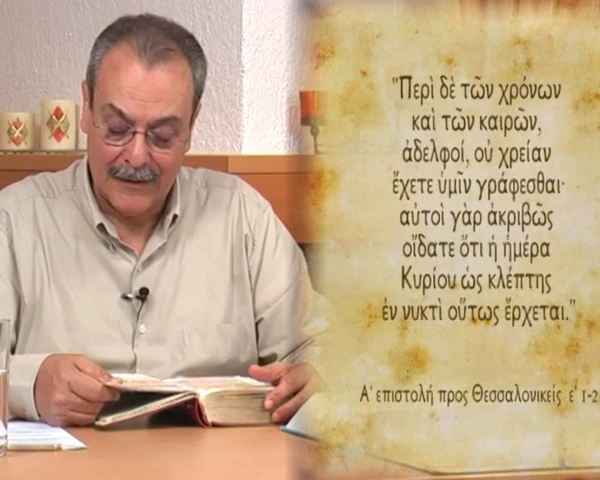 "Περὶ δὲ τῶν χρόνων
καὶ τῶν καιρῶν,
ἀδελφοί, οὐ χρείαν
ἔχετε ὑμῖν γράφεσθαι·
αὐτοὶ γὰρ ἀκριβῶς
οἴδατε ὅτι ἡ ἡμέρα
Κυρίου ὡς κλέπτης
ἐν νυκτὶ οὕτως ἔρχεται."
Α' επιστολή προς Θεσσαλονικείς ε' 1-2